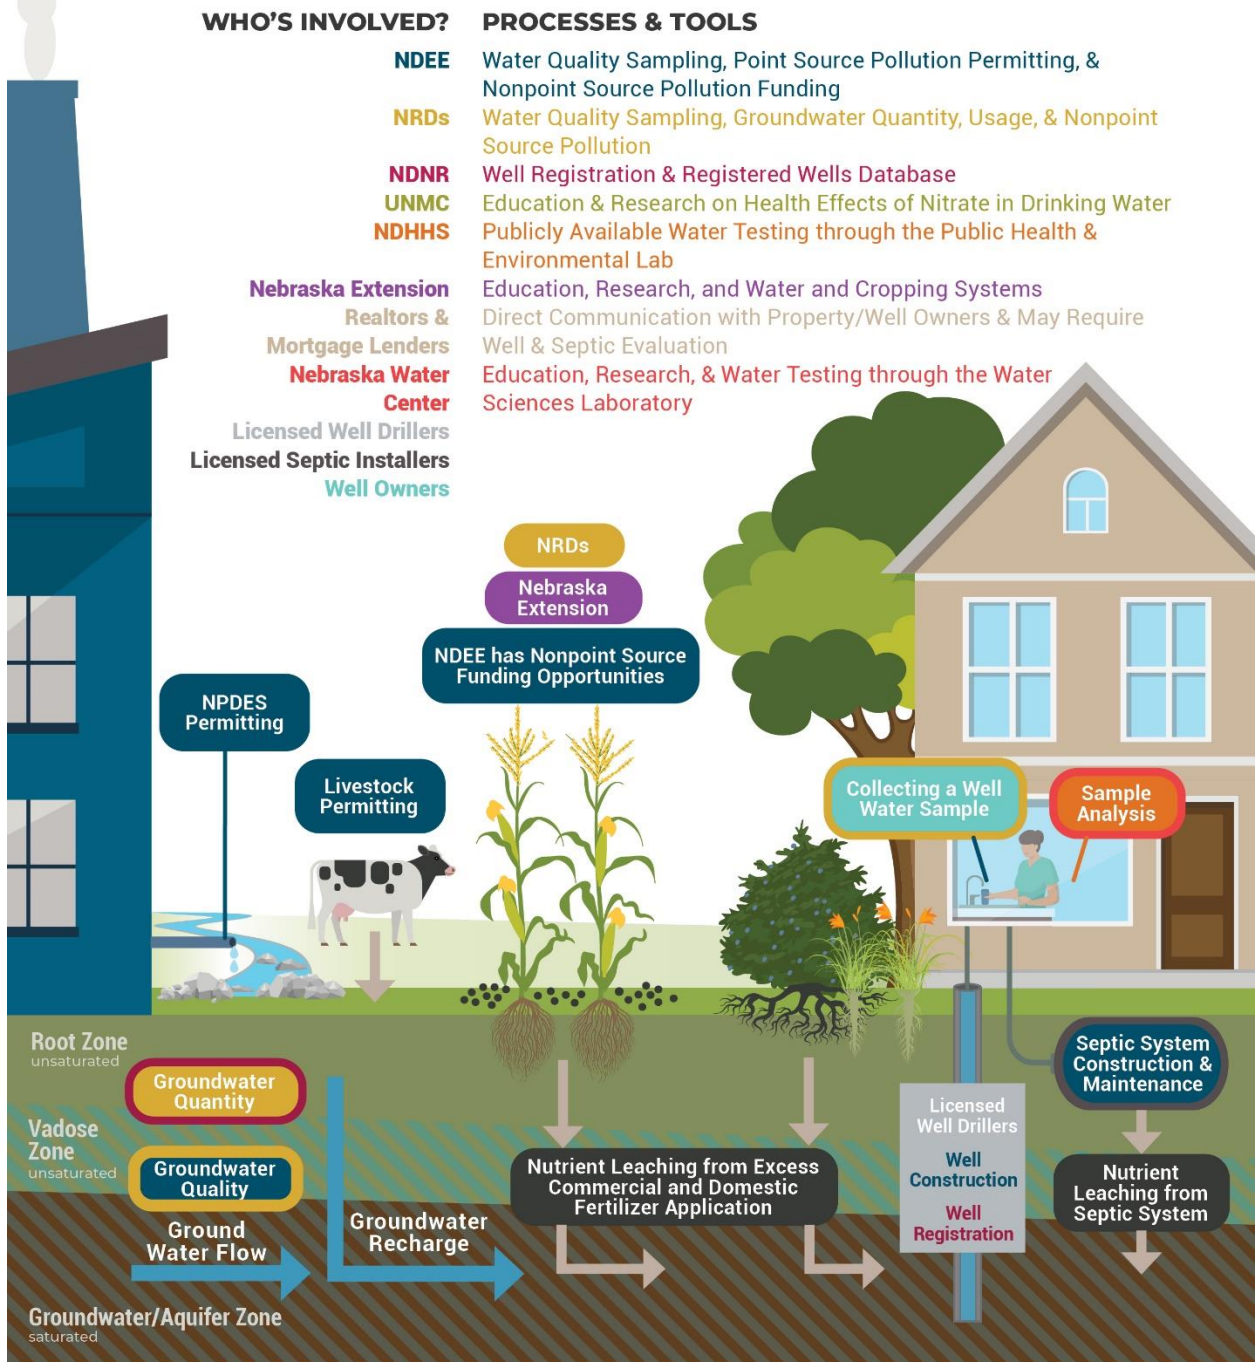 WHO'S INVOLVED? PROCESSES & TOOLS
NDEE Water Quality Sampling, Point Source Pollution Permitting, &
Nonpoint Source Pollution Funding
NRDs Water Quality Sampling, Groundwater Quantity, Usage, & Nonpoint
Source Pollution
NDNR Well Registration & Registered Wells Database
UNMC Education & Research on Health Effects of Nitrate in Drinking Water
NDHHS Publicly Available Water Testing through the Public Health &
Environmental Lab
Nebraska Extension Education, Research, and Water and Cropping Systems
Realtors & Direct Communication with Property/Well Owners & May Require
Mortgage Lenders Well & Septic Evaluation
Nebraska Water Education, Research, & Water Testing through the Water
Center Sciences Laboratory
Licensed Well Drillers
Licensed Septic Installers
Well Owners
NRDs
Nebraska
Extension
NDEE has Nonpoint Source
Funding Opportunities
NPDES
Permitting
Livestock
Permitting
Collecting a Well
Water Sample
Sample
Analysis
Root Zone
unsaturated
Groundwater
Quantity
Vadose
Zone
unsaturated
Groundwater
Quality
Ground
Water Flow
Groundwater
Recharge
Nutrient Leaching from Excess
Commercial and Domestic
Fertilizer Application
Licensed
Well Drillers
Well
Construction
Well
Registration
Septic System
Construction &
Maintenance
Nutrient
Leaching from
Septic System
Groundwater/Aquifer Zone
saturated